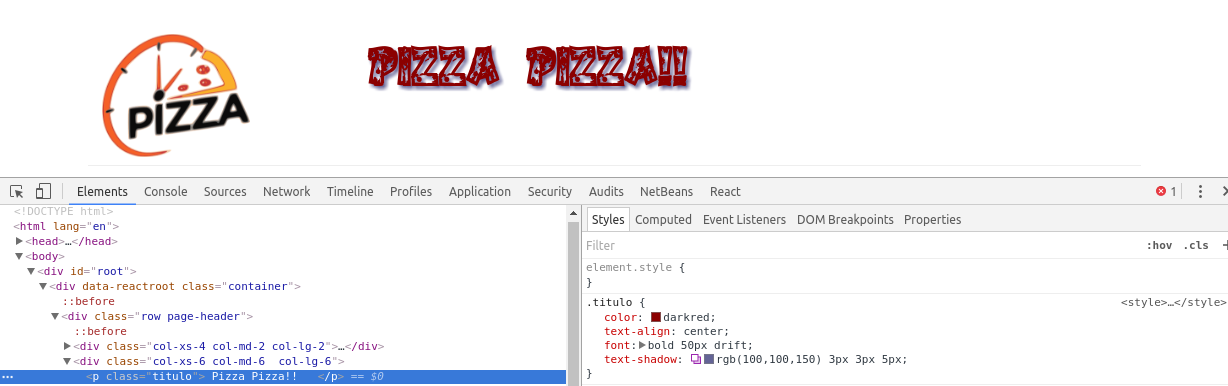 PIZZA PIZZA!!
PIZZA
Elements Console Sources Network Timeline Profiles Application Security Audits NetBeans React 1
<!DOCTYPE html>
<html lang="en">
<head>…</head>
<body>
<div id="root">
<div data-reactroot class="container">
::before
<div class="row page-header">
::before
<div class="col-xs-4 col-md-2 col-lg-2">…</div>
<div class="col-xs-6 col-md-6  col-lg-6">
<p class="titulo"> Pizza Pizza!!   </p> == $0
Styles Computed Event Listeners DOM Breakpoints Properties
Filter :hov .cls +
element.style {
}
.titulo { <style>…</style>
color: darkred;
text-align: center;
font: bold 50px drift;
text-shadow: rgb(100,100,150) 3px 3px 5px;
}